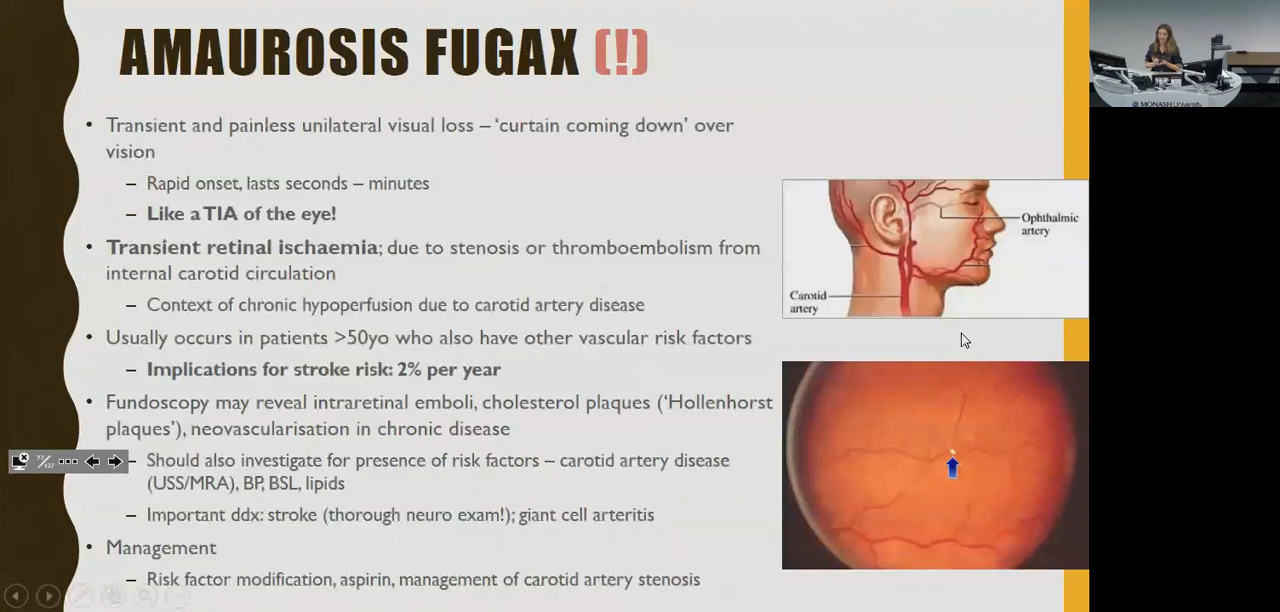 AMAUROSIS FUGAX (!)
• Transient and painless unilateral visual loss – ‘curtain coming down’ over
vision
– Rapid onset, lasts seconds – minutes
– Like a TIA of the eye!
• Transient retinal ischaemia; due to stenosis or thromboembolism from
internal carotid circulation
– Context of chronic hypoperfusion due to carotid artery disease
• Usually occurs in patients >50yo who also have other vascular risk factors
– Implications for stroke risk: 2% per year
• Fundoscopy may reveal intraretinal emboli, cholesterol plaques (‘Hollenhorst
plaques’), neovascularisation in chronic disease
– Should also investigate for presence of risk factors – carotid artery disease
(USS/MRA), BP, BSL, lipids
– Important ddx: stroke (thorough neuro exam!); giant cell arteritis
• Management
– Risk factor modification, aspirin, management of carotid artery stenosis
Ophthalmic
artery
Carotid
artery
MONASH University